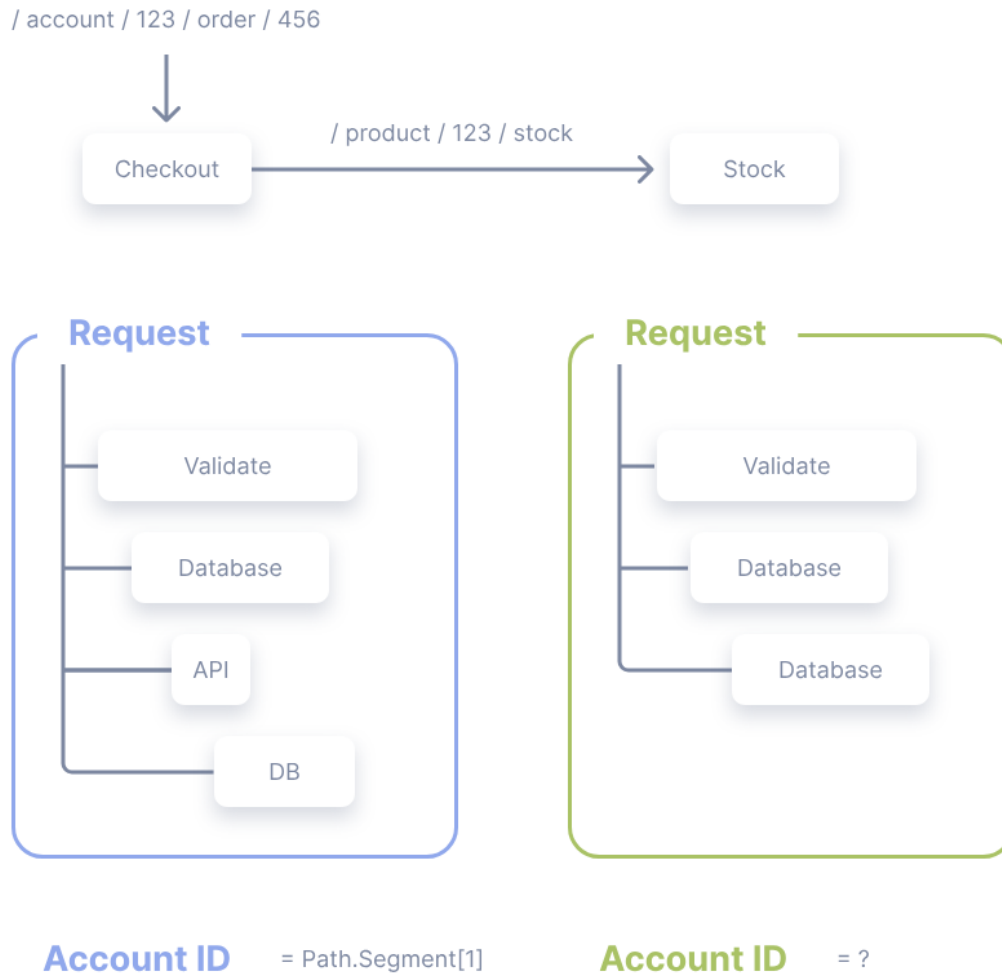 / account / 123 / order / 456
/ product / 123 / stock
Checkout
Stock
Request
Validate
Database
API
DB
Request
Validate
Database
Database
Account ID = Path.Segment[1]
Account ID = ?